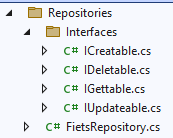 Repositories
Interfaces
C# ICreatable.cs
C# IDeletable.cs
C# IGettable.cs
C# IUpdateable.cs
C# FietsRepository.cs